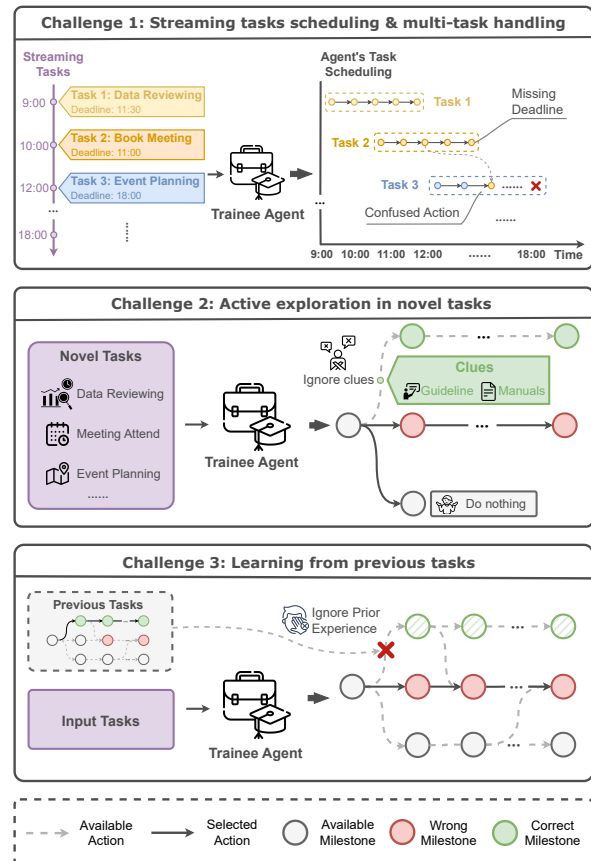 Challenge 1: Streaming tasks scheduling & multi-task handling
Streaming
Tasks
9:00
Task 1: Data Reviewing
Deadline: 11:30
10:00
Task 2: Book Meeting
Deadline: 11:00
12:00
Task 3: Event Planning
Deadline: 18:00
...
18:00
......
Trainee Agent
Agent's Task
Scheduling
Task 1
Missing
Deadline
Task 2
Task 3
......
Confused Action
......
...
9:00 10:00 11:00 12:00 ...... 18:00 Time
Challenge 2: Active exploration in novel tasks
Novel Tasks
Data Reviewing
Meeting Attend
Event Planning
......
Trainee Agent
Ignore clues
...
Clues
Guideline
Manuals
...
Do nothing
Challenge 3: Learning from previous tasks
Previous Tasks
Input Tasks
Trainee Agent
Ignore Prior
Experience
...
...
...
Available
Action
Selected
Action
Available
Milestone
Wrong
Milestone
Correct
Milestone